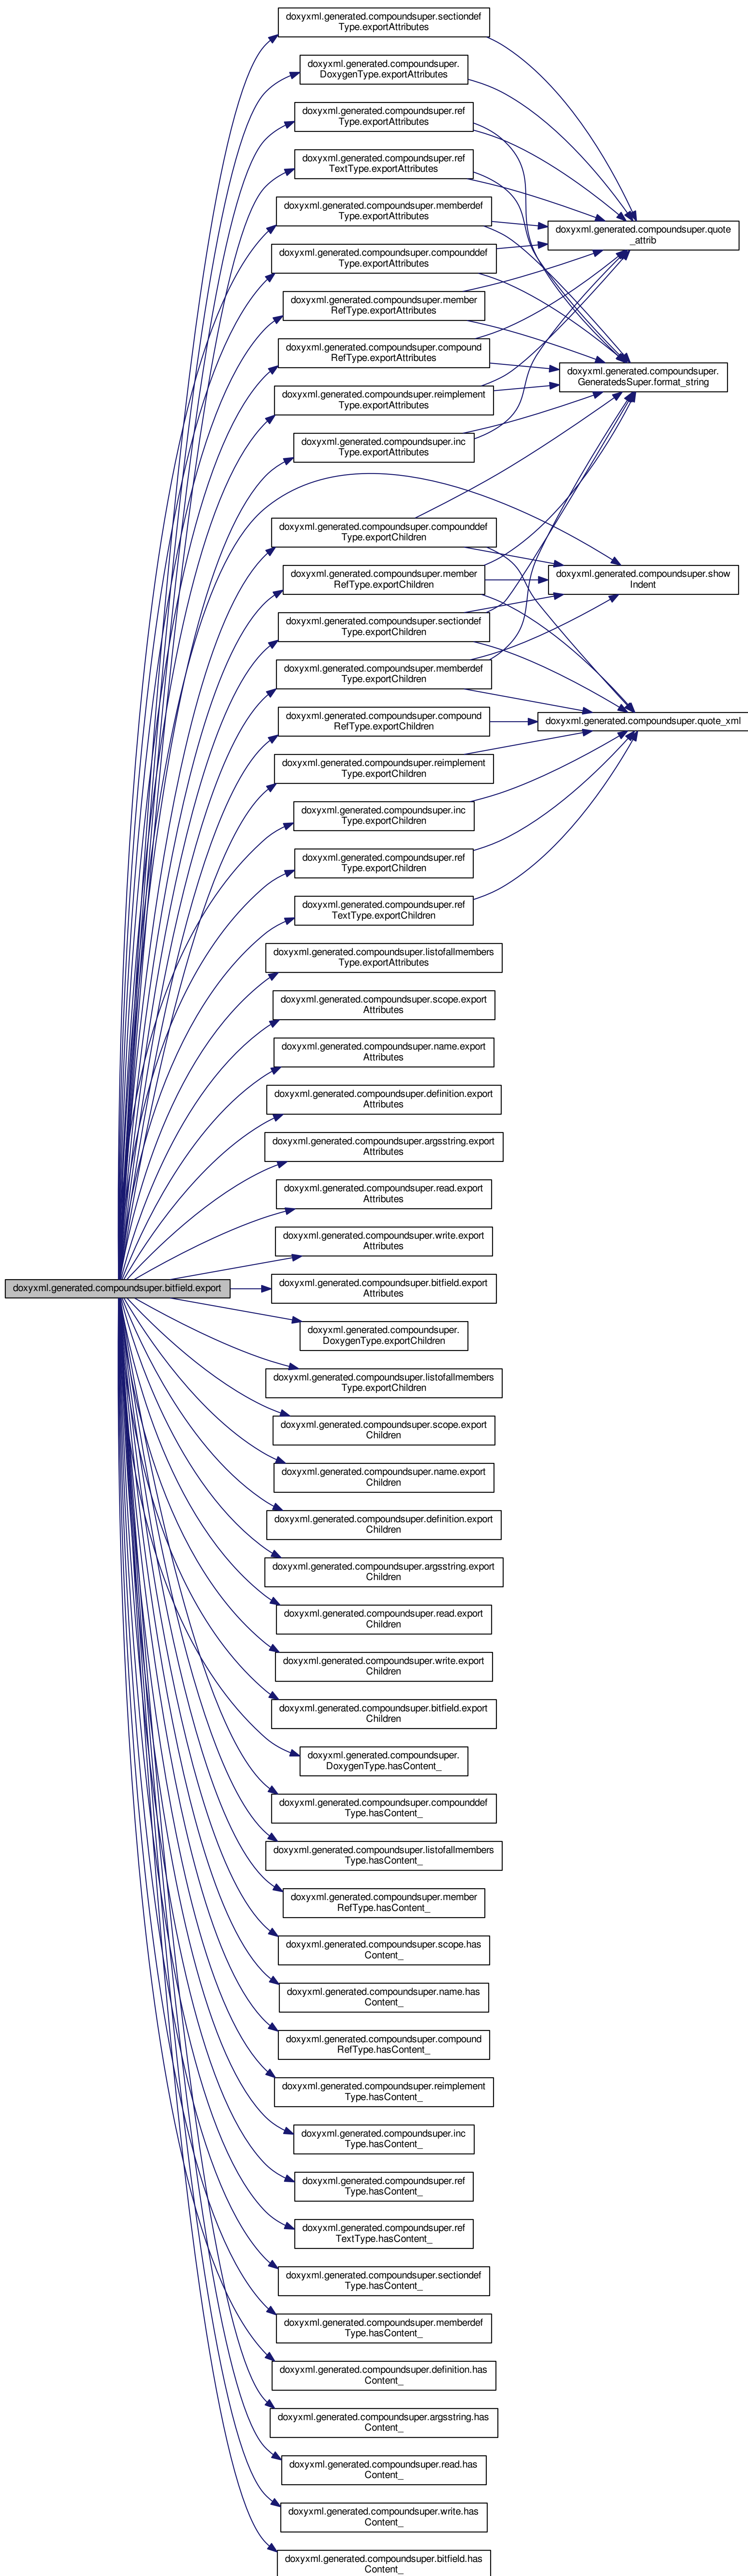 doxyxml.generated.compoundsuper.sectiondef
Type.exportAttributes
doxyxml.generated.compoundsuper.
DoxygenType.exportAttributes
doxyxml.generated.compoundsuper.ref
Type.exportAttributes
doxyxml.generated.compoundsuper.ref
TextType.exportAttributes
doxyxml.generated.compoundsuper.memberdef
Type.exportAttributes
doxyxml.generated.compoundsuper.quote
_attrib
doxyxml.generated.compoundsuper.compounddef
Type.exportAttributes
doxyxml.generated.compoundsuper.member
RefType.exportAttributes
doxyxml.generated.compoundsuper.compound
RefType.exportAttributes
doxyxml.generated.compoundsuper.
GeneratedsSuper.format_string
doxyxml.generated.compoundsuper.reimplement
Type.exportAttributes
doxyxml.generated.compoundsuper.inc
Type.exportAttributes
doxyxml.generated.compoundsuper.compounddef
Type.exportChildren
doxyxml.generated.compoundsuper.member
RefType.exportChildren
doxyxml.generated.compoundsuper.show
Indent
doxyxml.generated.compoundsuper.sectiondef
Type.exportChildren
doxyxml.generated.compoundsuper.memberdef
Type.exportChildren
doxyxml.generated.compoundsuper.compound
RefType.exportChildren
doxyxml.generated.compoundsuper.quote_xml
doxyxml.generated.compoundsuper.reimplement
Type.exportChildren
doxyxml.generated.compoundsuper.inc
Type.exportChildren
doxyxml.generated.compoundsuper.ref
Type.exportChildren
doxyxml.generated.compoundsuper.ref
TextType.exportChildren
doxyxml.generated.compoundsuper.listofallmembers
Type.exportAttributes
doxyxml.generated.compoundsuper.scope.export
Attributes
doxyxml.generated.compoundsuper.name.export
Attributes
doxyxml.generated.compoundsuper.definition.export
Attributes
doxyxml.generated.compoundsuper.argsstring.export
Attributes
doxyxml.generated.compoundsuper.read.export
Attributes
doxyxml.generated.compoundsuper.write.export
Attributes
doxyxml.generated.compoundsuper.bitfield.export
doxyxml.generated.compoundsuper.bitfield.export
Attributes
doxyxml.generated.compoundsuper.
DoxygenType.exportChildren
doxyxml.generated.compoundsuper.listofallmembers
Type.exportChildren
doxyxml.generated.compoundsuper.scope.export
Children
doxyxml.generated.compoundsuper.name.export
Children
doxyxml.generated.compoundsuper.definition.export
Children
doxyxml.generated.compoundsuper.argsstring.export
Children
doxyxml.generated.compoundsuper.read.export
Children
doxyxml.generated.compoundsuper.write.export
Children
doxyxml.generated.compoundsuper.bitfield.export
Children
doxyxml.generated.compoundsuper.
DoxygenType.hasContent_
doxyxml.generated.compoundsuper.compounddef
Type.hasContent_
doxyxml.generated.compoundsuper.listofallmembers
Type.hasContent_
doxyxml.generated.compoundsuper.member
RefType.hasContent_
doxyxml.generated.compoundsuper.scope.has
Content_
doxyxml.generated.compoundsuper.name.has
Content_
doxyxml.generated.compoundsuper.compound
RefType.hasContent_
doxyxml.generated.compoundsuper.reimplement
Type.hasContent_
doxyxml.generated.compoundsuper.inc
Type.hasContent_
doxyxml.generated.compoundsuper.ref
Type.hasContent_
doxyxml.generated.compoundsuper.ref
TextType.hasContent_
doxyxml.generated.compoundsuper.sectiondef
Type.hasContent_
doxyxml.generated.compoundsuper.memberdef
Type.hasContent_
doxyxml.generated.compoundsuper.definition.has
Content_
doxyxml.generated.compoundsuper.argsstring.has
Content_
doxyxml.generated.compoundsuper.read.has
Content_
doxyxml.generated.compoundsuper.write.has
Content_
doxyxml.generated.compoundsuper.bitfield.has
Content_